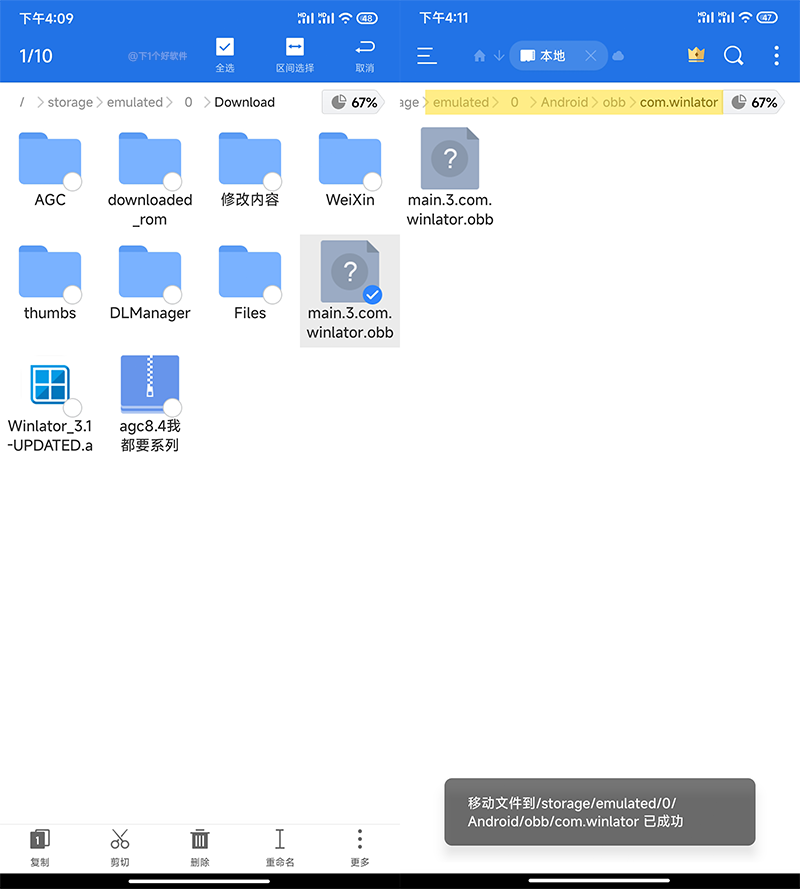 下午4:09
48
1/10
@下1个好软件
全选
区间选择
取消
/
storage
emulated
0
Download
67%
AGC
downloaded
_rom
修改内容
WeiXin
thumbs
DLManager
Files
?
main.3.com.
winlator.obb
Winlator_3.1
-UPDATED.a
agc8.4我
都要系列
1
复制
剪切
删除
重命名
更多
下午4:11
47
本地
age
emulated
0
Android
obb
com.winlator
67%
?
main.3.com.
winlator.obb
移动文件到/storage/emulated/0/
Android/obb/com.winlator 已成功